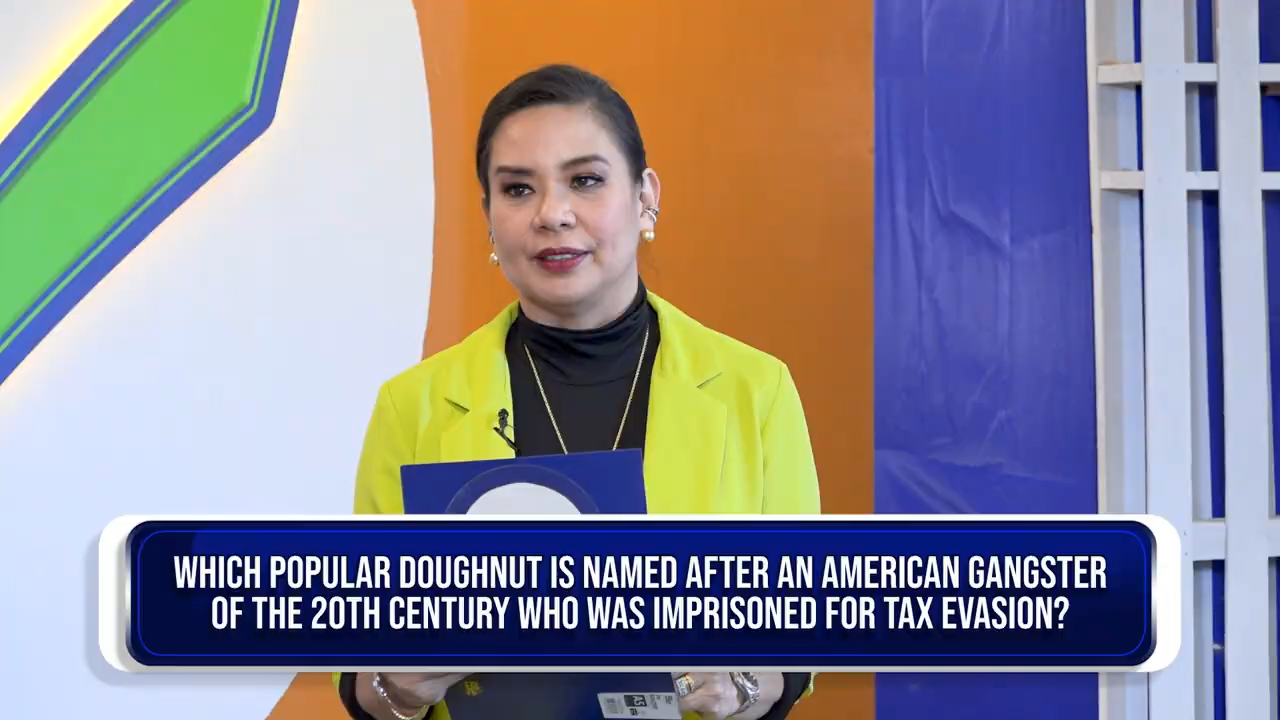 WHICH POPULAR DOUGHNUT IS NAMED AFTER AN AMERICAN GANGSTER
OF THE 20TH CENTURY WHO WAS IMPRISONED FOR TAX EVASION?
A5